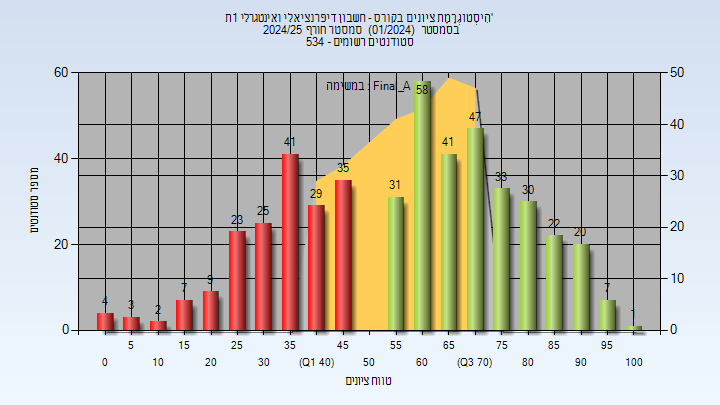 הִיסְטוֹגְרָמַת ציונים בקורס - חשבון דיפרנציאלי ואינטגרלי 1ת'
בסמסטר (01/2024) סמסטר חורף 2024/25
סטודנטים רשומים - 534
במשימה : Final_A
60 40 20 0
מספר סטודנטים
50 40 30 20 10 0
4 3 2 7 9 23 25 41 29 35 31 58 41 47 33 30 22 20 7 1
5 15 25 35 45 55 65 75 85 95
0 10 20 30 (Q1 40) 50 60 (Q3 70) 80 90 100
טווח ציונים